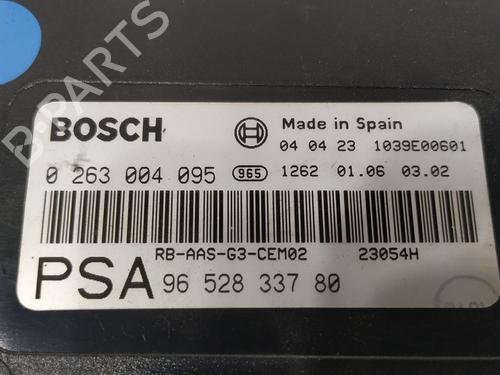 B-PARTS
BOSCH Made in Spain
04 04 23 1039E00601
0 263 004 095 965 1262 01.06 03.02
RB-AAS-G3-CEM02 23054H
PSA 96 528 337 80